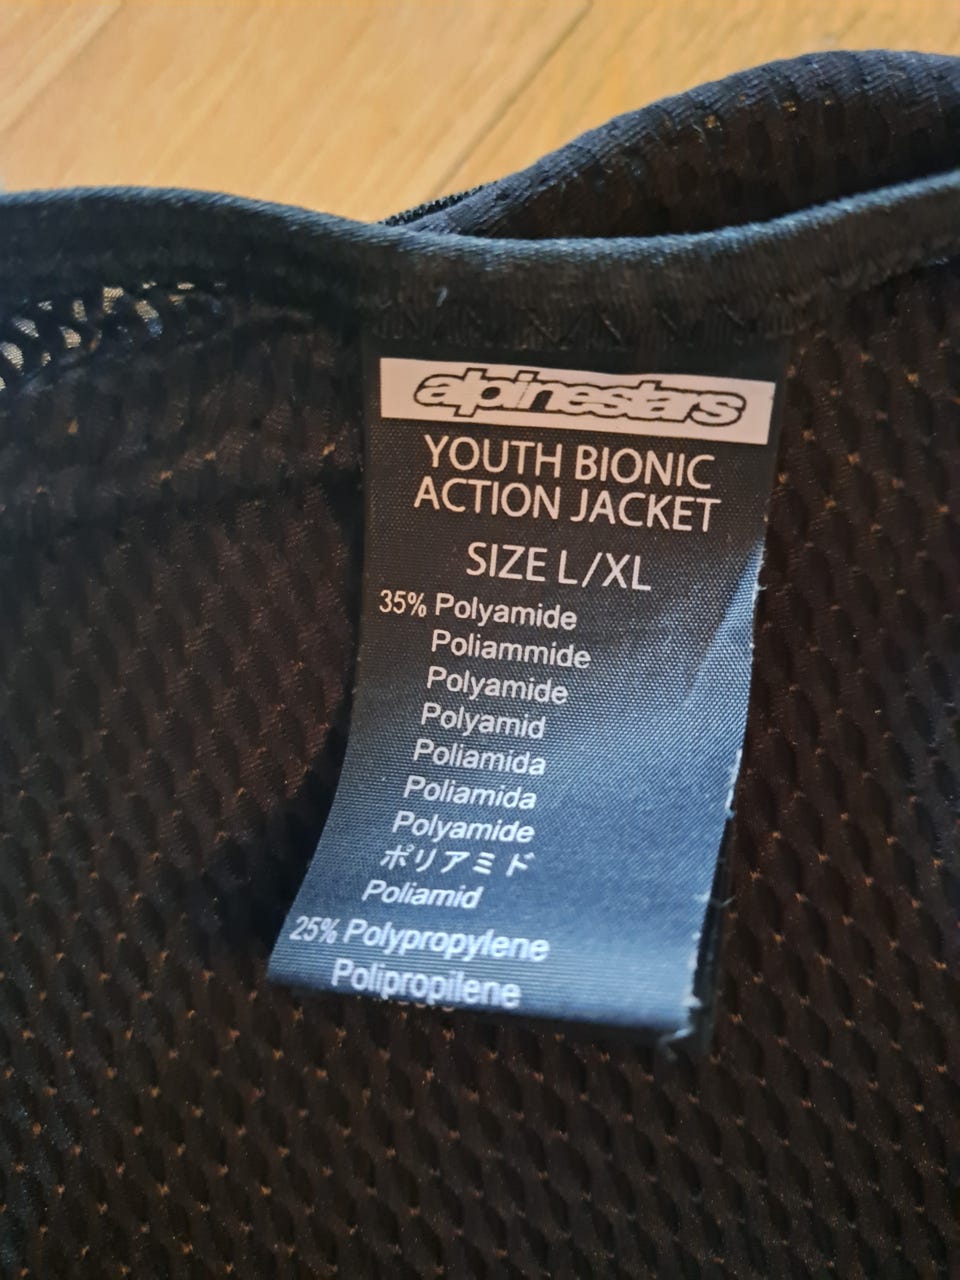 alpinestars
YOUTH BIONIC
ACTION JACKET
SIZE L/XL
35% Polyamide
Poliammide
Polyamide
Polyamid
Poliamida
Poliamida
Polyamide
ポリアミド
Poliamid
25% Polypropylene
Polipropilene